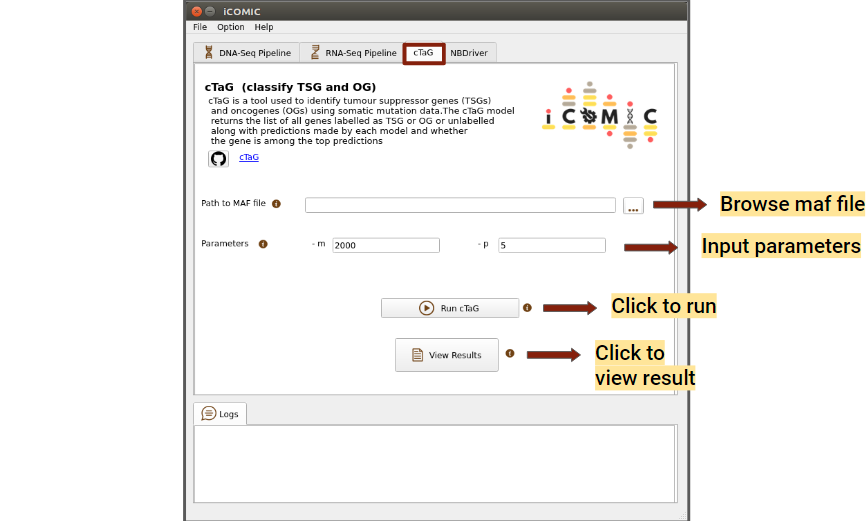 iCOMIC
File Option Help
DNA-Seq Pipeline RNA-Seq Pipeline cTaG NBDriver
cTaG (classify TSG and OG)
cTaG is a tool used to identify tumour suppressor genes (TSGs)
and oncogenes (OGs) using somatic mutation data.The cTaG model
returns the list of all genes labelled as TSG or OG or unlabelled
along with predictions made by each model and whether
the gene is among the top predictions
iCOMIC
cTaG
Path to MAF file ... Browse maf file
Parameters - m 2000 - p 5 Input parameters
Run cTaG Click to run
View Results Click to
view result
Logs